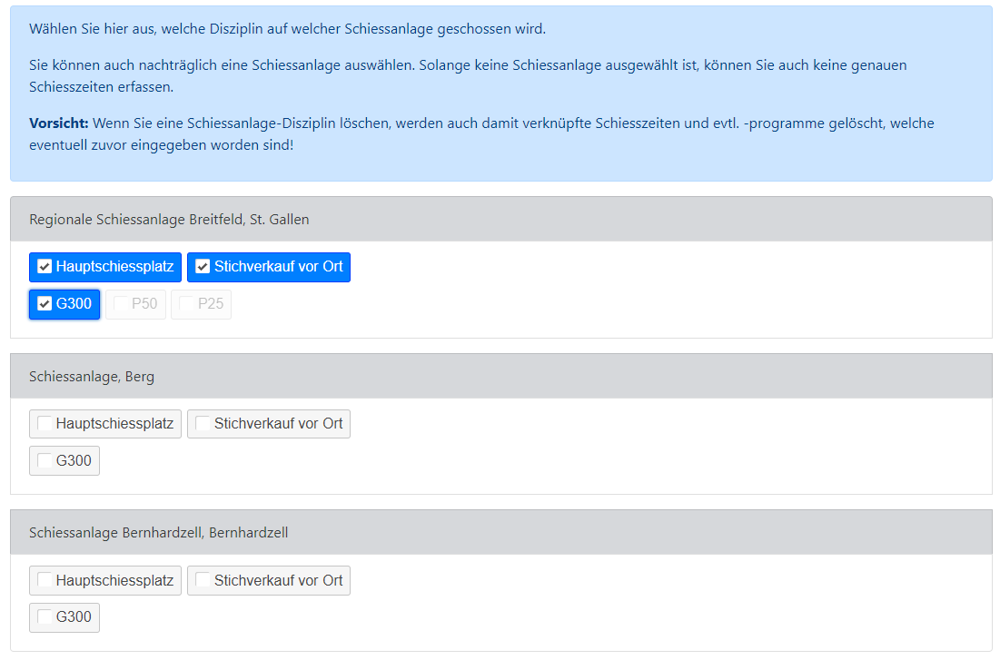 Wählen Sie hier aus, welche Disziplin auf welcher Schiessanlage geschossen wird.
Sie können auch nachträglich eine Schiessanlage auswählen. Solange keine Schiessanlage ausgewählt ist, können Sie auch keine genauen
Schiesszeiten erfassen.
Vorsicht: Wenn Sie eine Schiessanlage-Disziplin löschen, werden auch damit verknüpfte Schiesszeiten und evtl. -programme gelöscht, welche
eventuell zuvor eingegeben worden sind!
Regionale Schiessanlage Breitfeld, St. Gallen
Hauptschiessplatz Stichverkauf vor Ort
G300 P50 P25
Schiessanlage, Berg
Hauptschiessplatz Stichverkauf vor Ort
G300
Schiessanlage Bernhardzell, Bernhardzell
Hauptschiessplatz Stichverkauf vor Ort
G300